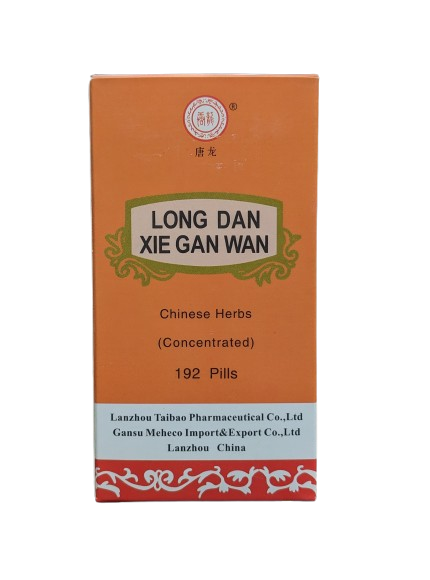 ®
唐龙
LONG DAN
XIE GAN WAN
Chinese Herbs
(Concentrated)
192 Pills
Lanzhou Taibao Pharmaceutical Co.,Ltd
Gansu Meheco Import&Export Co.,Ltd
Lanzhou China